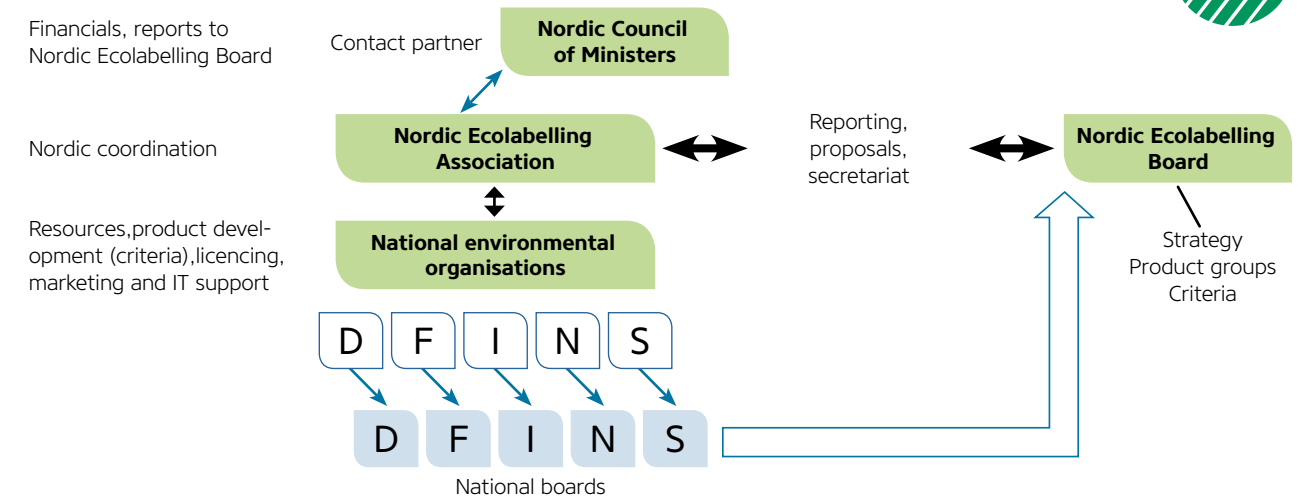 Financials, reports to
Nordic Ecolabelling Board
Contact partner
Nordic Council
of Ministers
Nordic coordination
Nordic Ecolabelling
Association
Reporting,
proposals,
secretariat
Nordic Ecolabelling
Board
Resources,product devel-
opment (criteria),licencing,
marketing and IT support
National environmental
organisations
Strategy
Product groups
Criteria
D F I N S
D F I N S
National boards